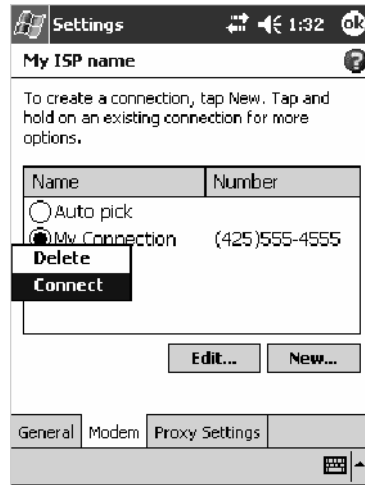 Settings 1:32 ok
My ISP name ?
To create a connection, tap New. Tap and
hold on an existing connection for more
options.
Name Number
Auto pick
My Connection (425)555-4555
Delete
Connect
Edit... New...
General Modem Proxy Settings